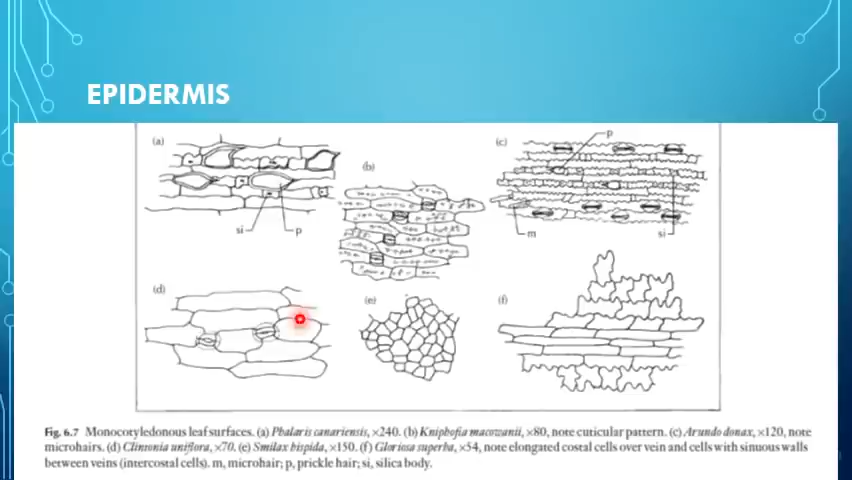 EPIDERMIS
(a)
(b)
(c)
p
si
p
m
si
(d)
(e)
(f)
Fig. 6.7 Monocotyledonous leaf surfaces. (a) Phalaris canariensis, ×240. (b) Kniphofia macowanii, ×80, note cuticular pattern. (c) Arundo donax, ×120, note
microhairs. (d) Clintonia uniflora, ×70. (e) Smilax hispida, ×150. (f) Gloriosa superba, ×54, note elongated costal cells over vein and cells with sinuous walls
between veins (intercostal cells). m, microhair; p, prickle hair; si, silica body.